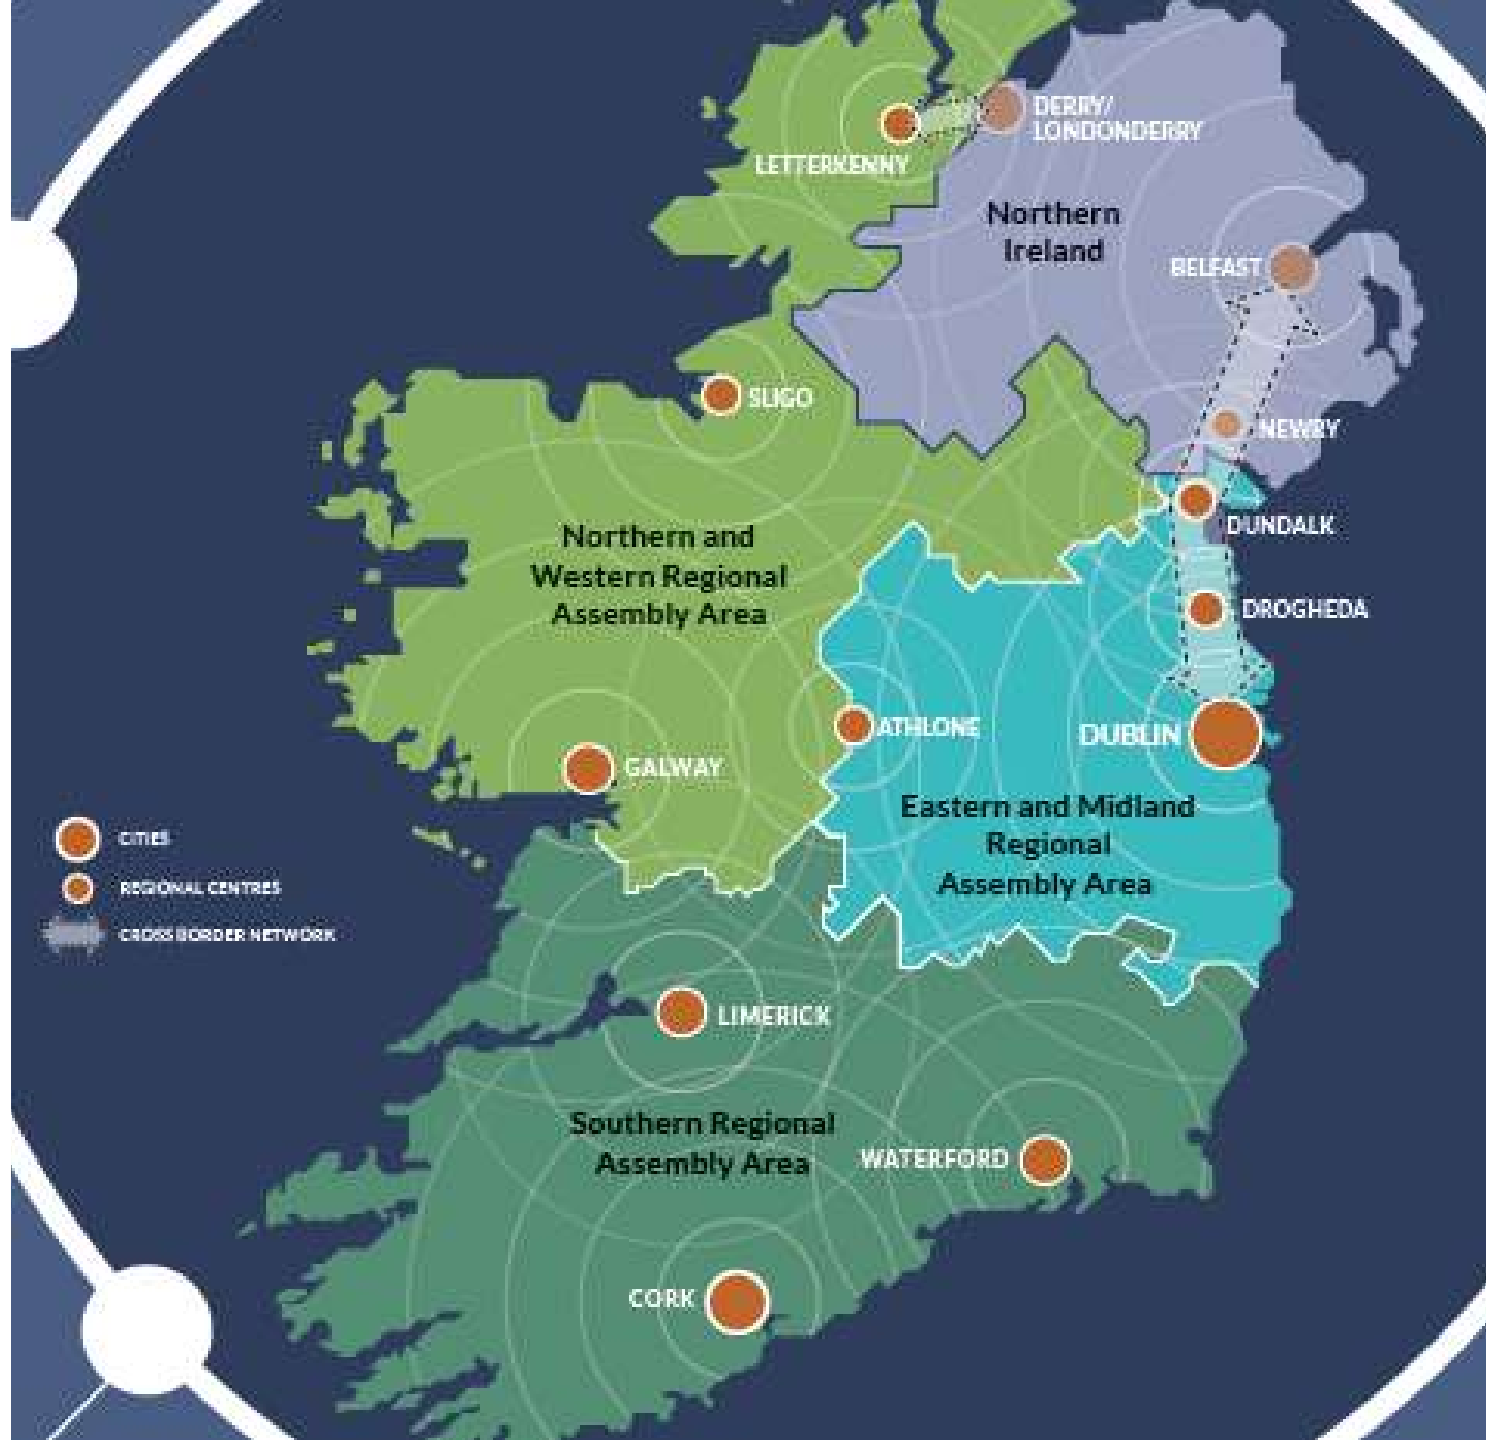 DERRY/
LONDONDERRY
LETTERKENNY
Northern
Ireland
BELFAST
SLIGO
NEWRY
DUNDALK
Northern and
Western Regional
Assembly Area
DROGHEDA
ATHLONE
DUBLIN
GALWAY
Eastern and Midland
Regional
Assembly Area
CITIES
REGIONAL CENTRES
CROSS BORDER NETWORK
LIMERICK
Southern Regional
Assembly Area
WATERFORD
CORK